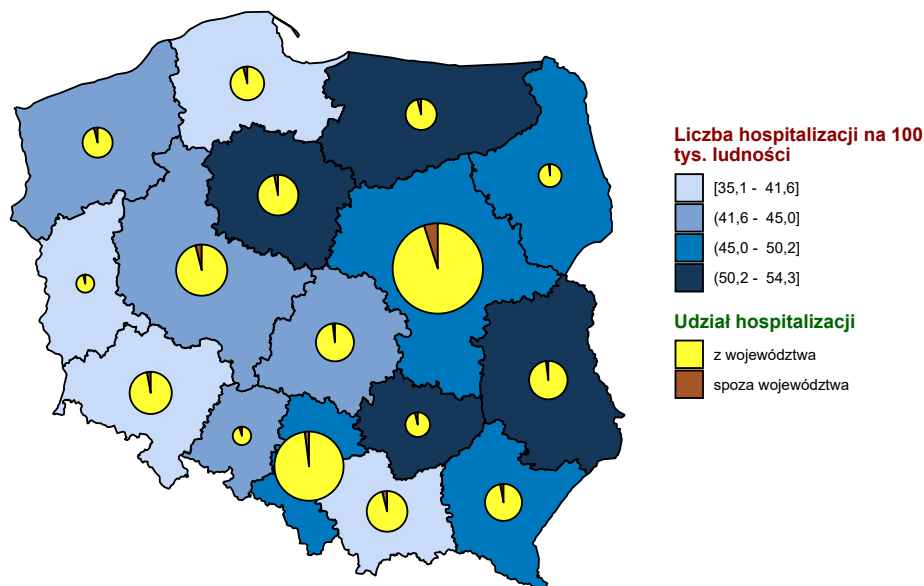 Liczba hospitalizacji na 100
tys. ludności
[35,1 - 41,6]
(41,6 - 45,0]
(45,0 - 50,2]
(50,2 - 54,3]
Udział hospitalizacji
z województwa
spoza województwa